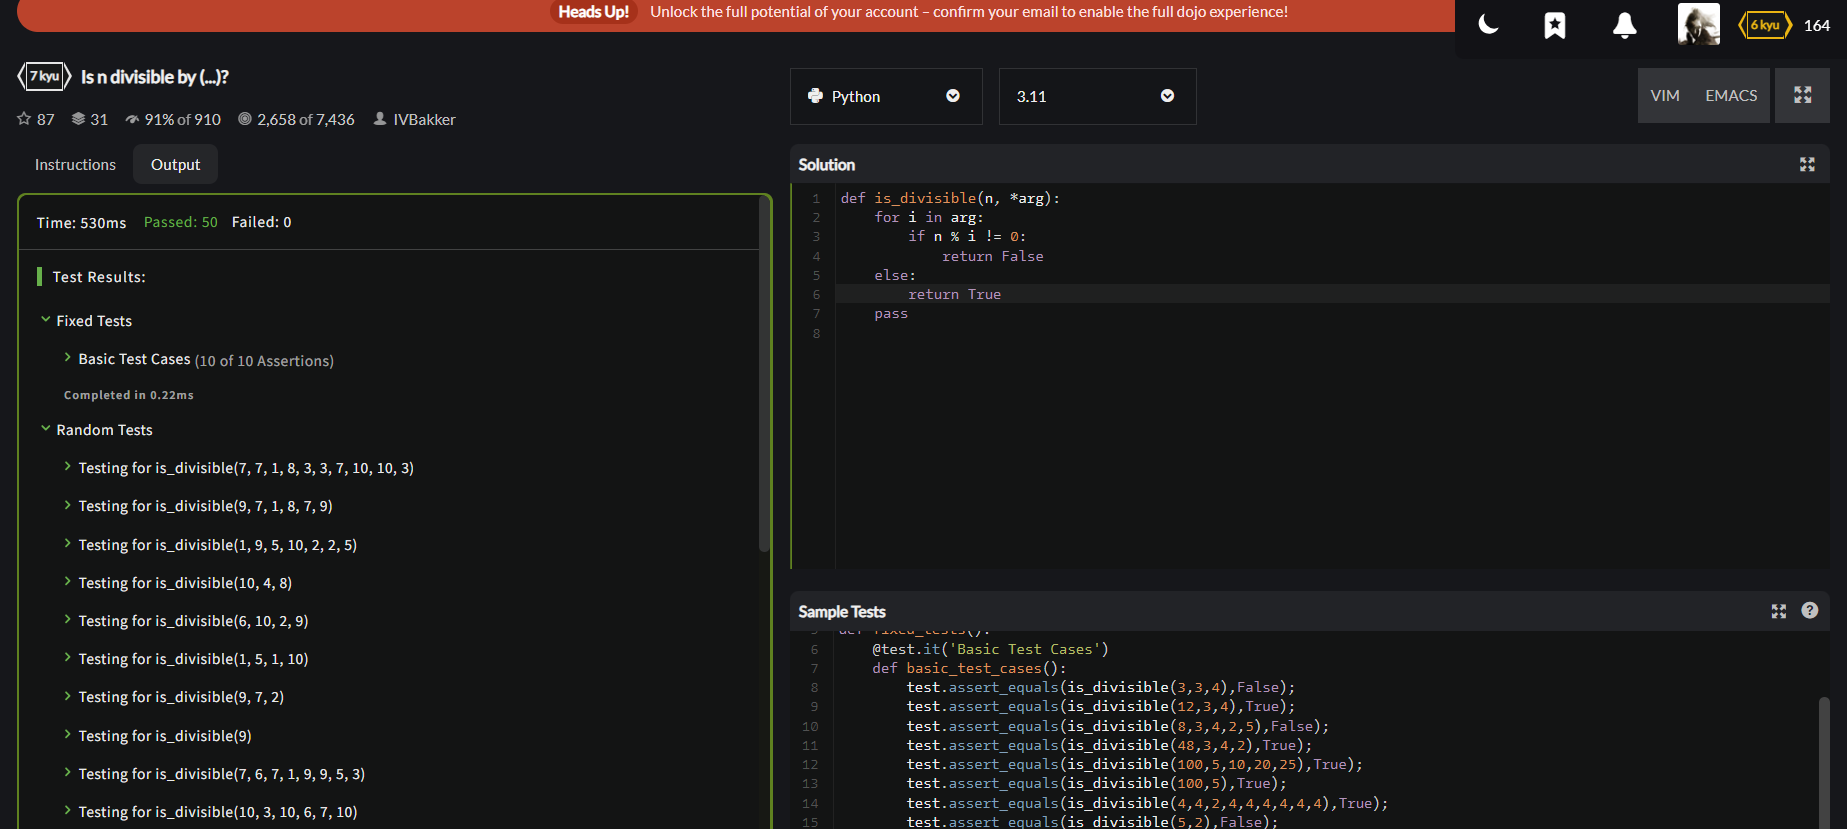 Heads Up! Unlock the full potential of your account – confirm your email to enable the full dojo experience!
6 kyu 164
7 kyu Is n divisible by (...)?
87 31 91% of 910 2,658 of 7,436 IVBakker
Instructions Output
Time: 530ms Passed: 50 Failed: 0
Test Results:
Fixed Tests
Basic Test Cases (10 of 10 Assertions)
Completed in 0.22ms
Random Tests
Testing for is_divisible(7, 7, 1, 8, 3, 3, 7, 10, 10, 3)
Testing for is_divisible(9, 7, 1, 8, 7, 9)
Testing for is_divisible(1, 9, 5, 10, 2, 2, 5)
Testing for is_divisible(10, 4, 8)
Testing for is_divisible(6, 10, 2, 9)
Testing for is_divisible(1, 5, 1, 10)
Testing for is_divisible(9, 7, 2)
Testing for is_divisible(9)
Testing for is_divisible(7, 6, 7, 1, 9, 9, 5, 3)
Testing for is_divisible(10, 3, 10, 6, 7, 10)
Python 3.11 VIM EMACS
Solution
1 def is_divisible(n, *arg):
2 for i in arg:
3 if n % i != 0:
4 return False
5 else:
6 return True
7 pass
8
Sample Tests
5 def fixed_tests():
6 @test.it('Basic Test Cases')
7 def basic_test_cases():
8 test.assert_equals(is_divisible(3,3,4),False);
9 test.assert_equals(is_divisible(12,3,4),True);
10 test.assert_equals(is_divisible(8,3,4,2,5),False);
11 test.assert_equals(is_divisible(48,3,4,2),True);
12 test.assert_equals(is_divisible(100,5,10,20,25),True);
13 test.assert_equals(is_divisible(100,5),True);
14 test.assert_equals(is_divisible(4,4,2,4,4,4,4,4,4),True);
15 test.assert_equals(is_divisible(5,2),False);